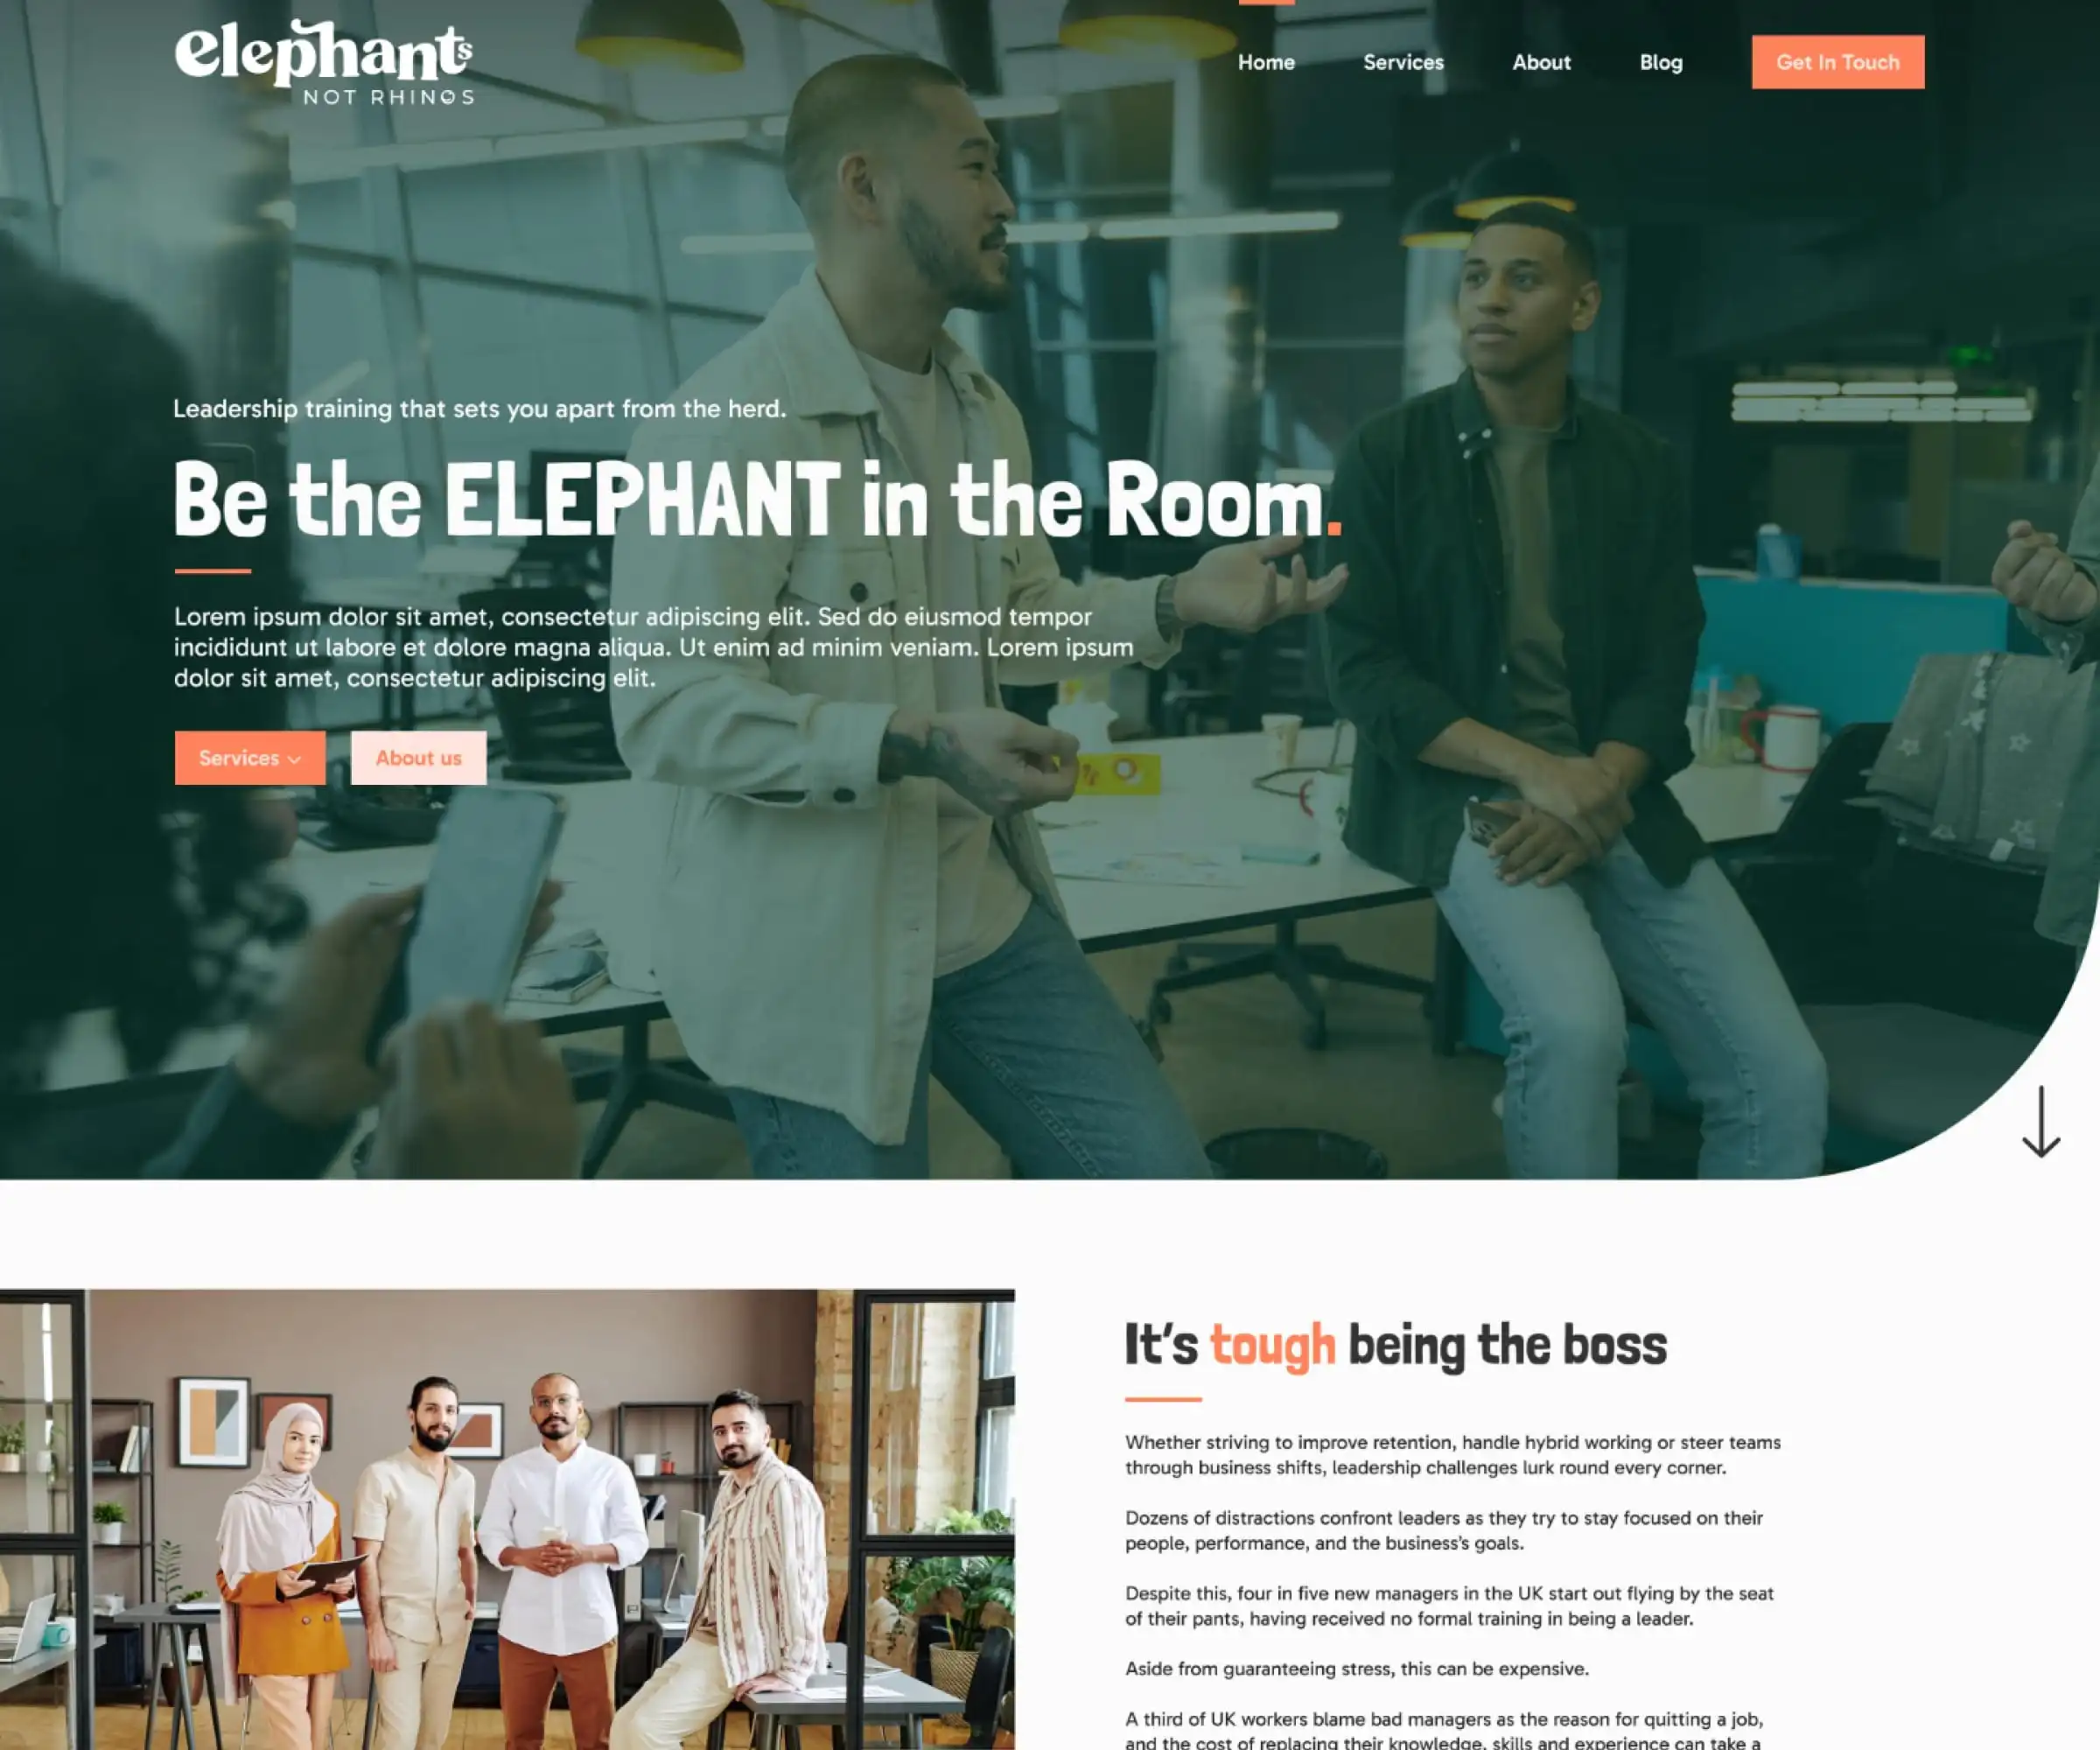 elephants
NOT RHINOS
Home
Services
About
Blog
Get In Touch
Leadership training that sets you apart from the herd.
Be the ELEPHANT in the Room.
Lorem ipsum dolor sit amet, consectetur adipiscing elit. Sed do eiusmod tempor
incididunt ut labore et dolore magna aliqua. Ut enim ad minim veniam. Lorem ipsum
dolor sit amet, consectetur adipiscing elit.
Services
About us
It's tough being the boss
Whether striving to improve retention, handle hybrid working or steer teams
through business shifts, leadership challenges lurk round every corner.
Dozens of distractions confront leaders as they try to stay focused on their
people, performance, and the business's goals.
Despite this, four in five new managers in the UK start out flying by the seat
of their pants, having received no formal training in being a leader.
Aside from guaranteeing stress, this can be expensive.
A third of UK workers blame bad managers as the reason for quitting a job,
and the cost of replacing their knowledge, skills and experience can take a